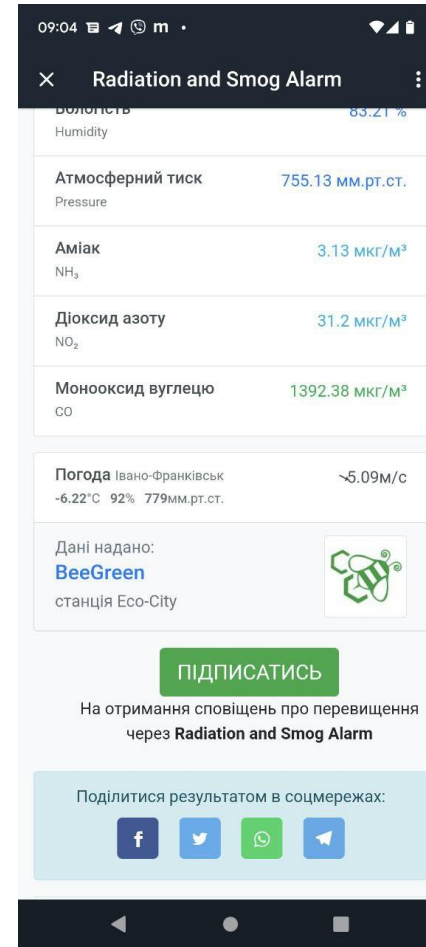 09:04 m
Radiation and Smog Alarm
Вологість 83.21 %
Humidity
Атмосферний тиск 755.13 мм.рт.ст.
Pressure
Аміак 3.13 мкг/м³
NH₃
Діоксид азоту 31.2 мкг/м³
NO₂
Монооксид вуглецю 1392.38 мкг/м³
CO
Погода Івано-Франківськ 5.09м/с
-6.22°C 92% 779мм.рт.ст.
Дані надано:
BeeGreen
станція Eco-City
ПІДПИСАТИСЬ
На отримання сповіщень про перевищення
через Radiation and Smog Alarm
Поділитися результатом в соцмережах: